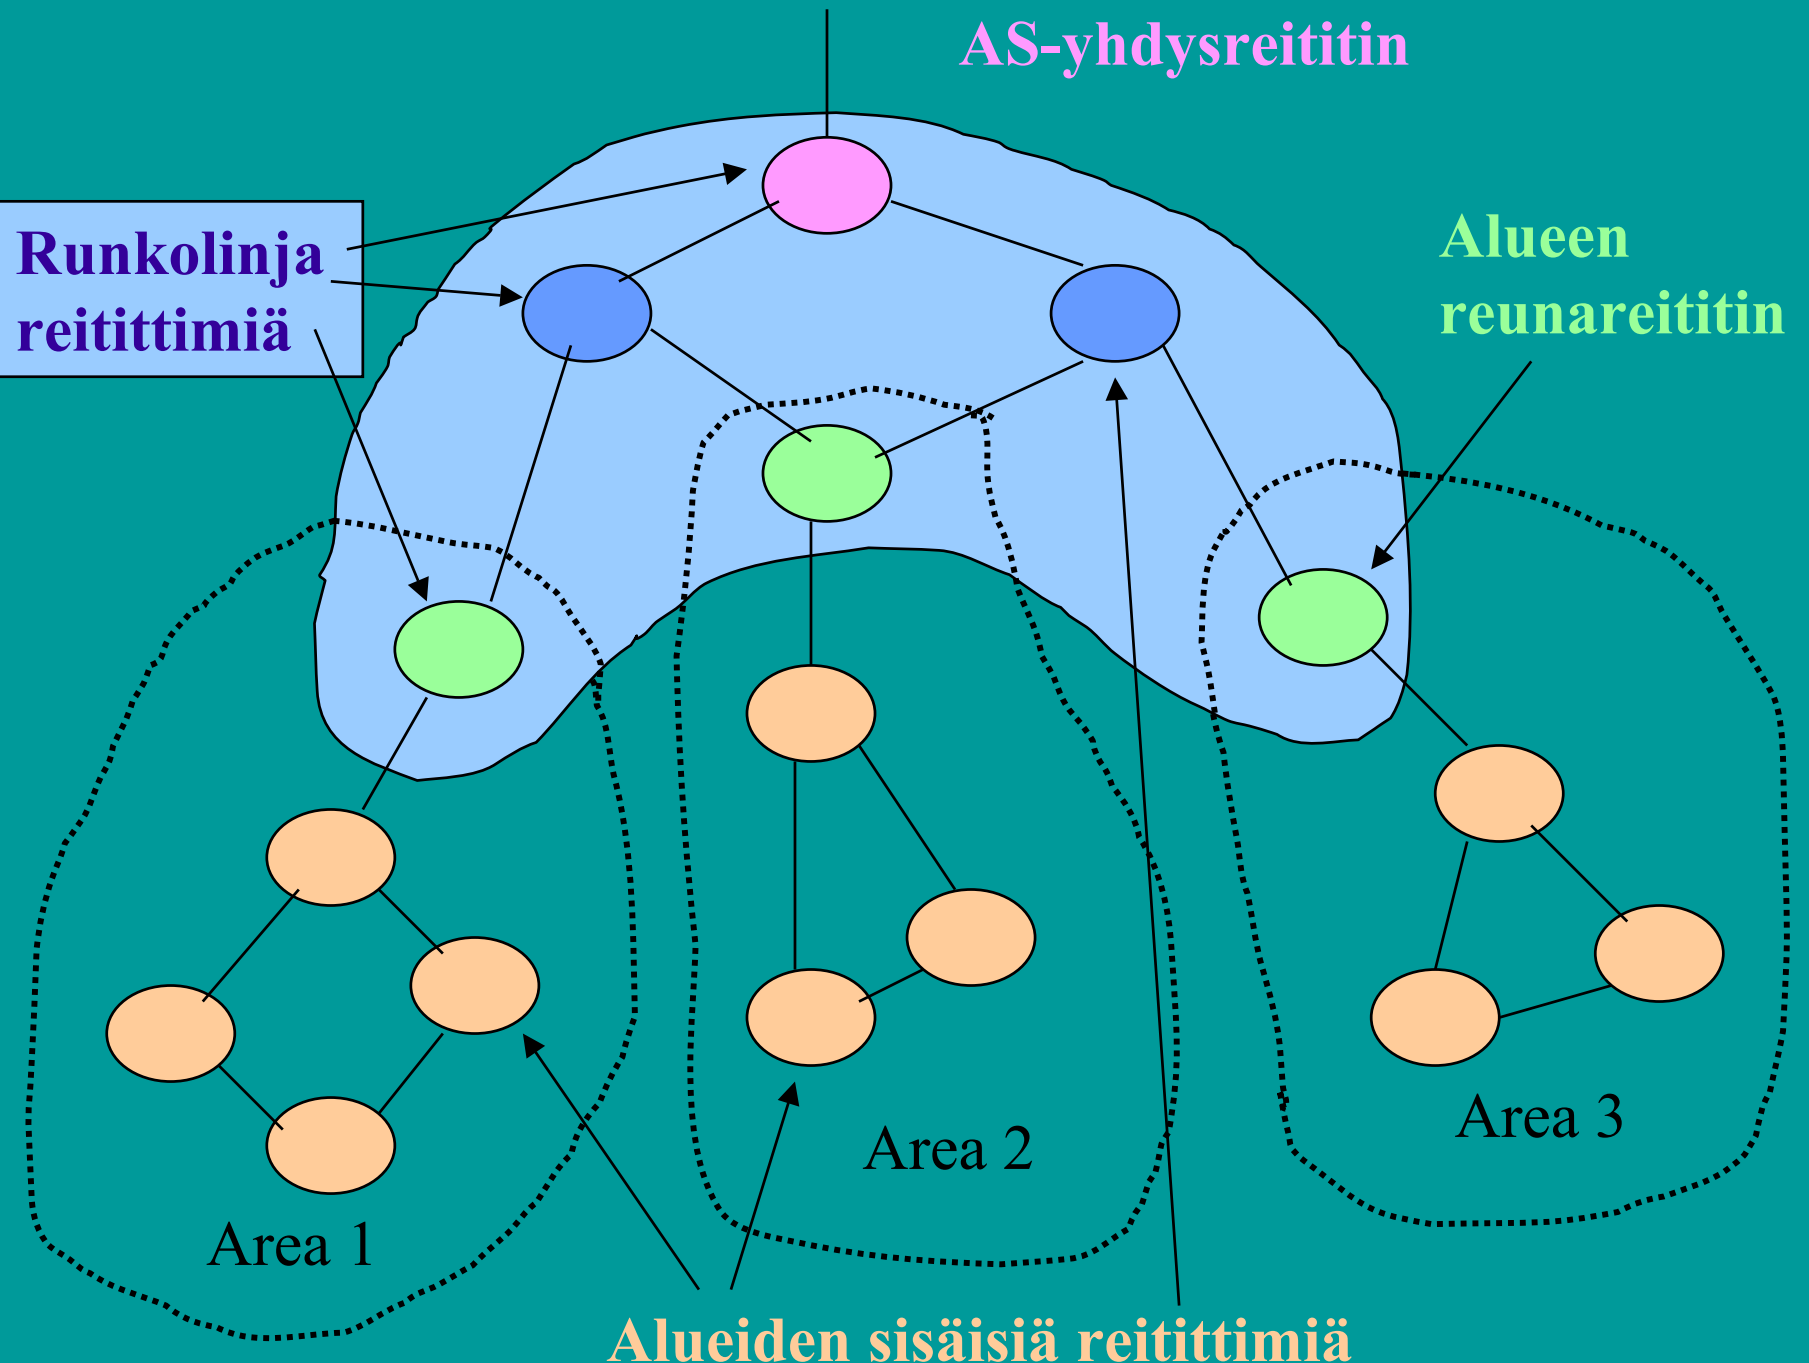 AS-yhdysreititin
Runkolinja
reitittimiä
Alueen
reunareititin
Area 1
Area 2
Area 3
Alueiden sisäisiä reitittimiä